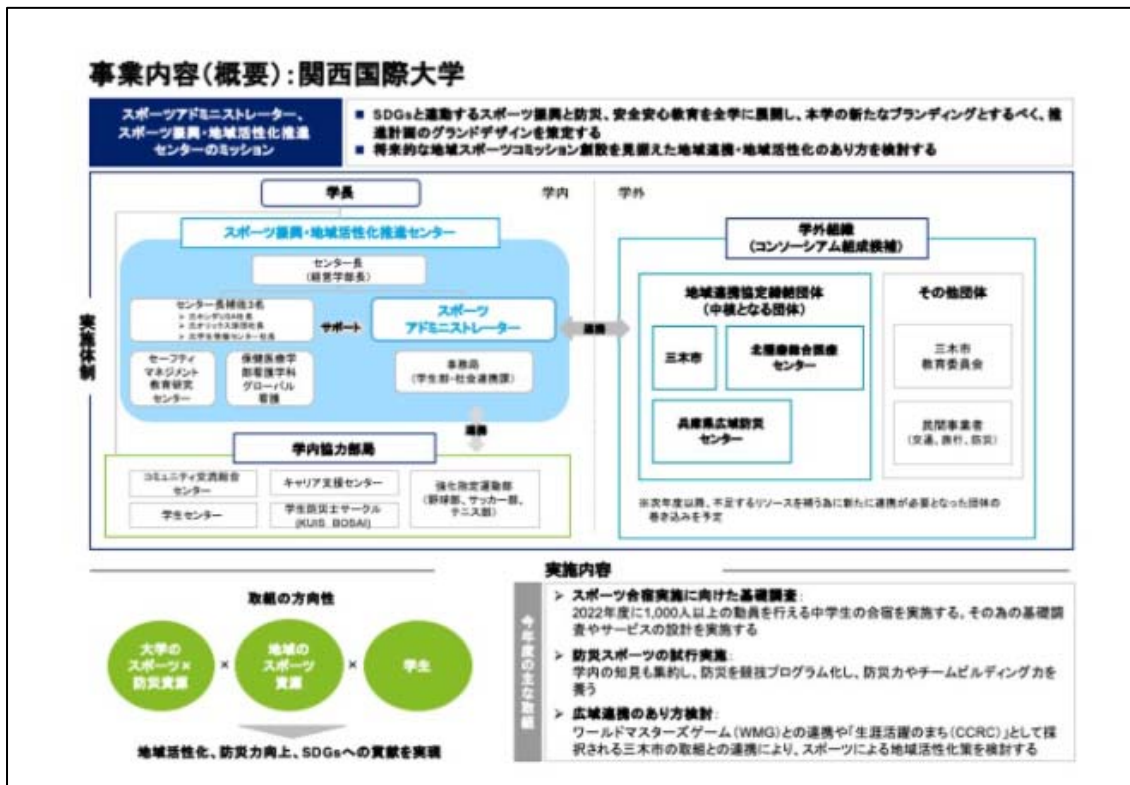 事業内容(概要):関西国際大学
スポーツアドミニストレーター、
スポーツ振興・地域活性化推進
センターのミッション
■ SDGsと連動するスポーツ振興と防災、安全安心教育を全学に展開し、本学の新たなブランディングとするべく、推
進計画のグランドデザインを策定する
■ 将来的な地域スポーツコミッション創設を見据えた地域連携・地域活性化のあり方を検討する
実施体制
学長
学内
学外
スポーツ振興・地域活性化推進センター
センター長
(経営学部長)
センター長補佐3名
➢ 元ホンダUSA社長
➢ 元オリックス球団社長
➢ 元学生情報センター社長
サポート
スポーツ
アドミニストレーター
セーフティ
マネジメント
教育研究
センター
保健医療学
部看護学科
グローバル
看護
事務局
(学生部・社会連携課)
連携
連携
学内協力部局
コミュニティ交流総合
センター
キャリア支援センター
強化指定運動部
(野球部、サッカー部、
テニス部)
学生センター
学生防災士サークル
(KUIS BOSAI)
学外組織
(コンソーシアム組成候補)
地域連携協定締結団体
(中核となる団体)
三木市
北播磨総合医療
センター
兵庫県広域防災
センター
その他団体
三木市
教育委員会
民間事業者
(交通、旅行、防災)
※次年度以降、不足するリソースを補う為に新たに連携が必要となった団体の
巻き込みを予定
取組の方向性
大学の
スポーツ×
防災資源
×
地域の
スポーツ
資源
×
学生
地域活性化、防災力向上、SDGsへの貢献を実現
実施内容
今年度の主な取組
➢ スポーツ合宿実施に向けた基礎調査:
2022年度に1,000人以上の動員を行える中学生の合宿を実施する。その為の基礎調
査やサービスの設計を実施する
➢ 防災スポーツの試行実施:
学内の知見も集約し、防災を競技プログラム化し、防災力やチームビルディング力を
養う
➢ 広域連携のあり方検討:
ワールドマスターズゲーム(WMG)との連携や「生涯活躍のまち(CCRC)」として採
択される三木市の取組との連携により、スポーツによる地域活性化策を検討する